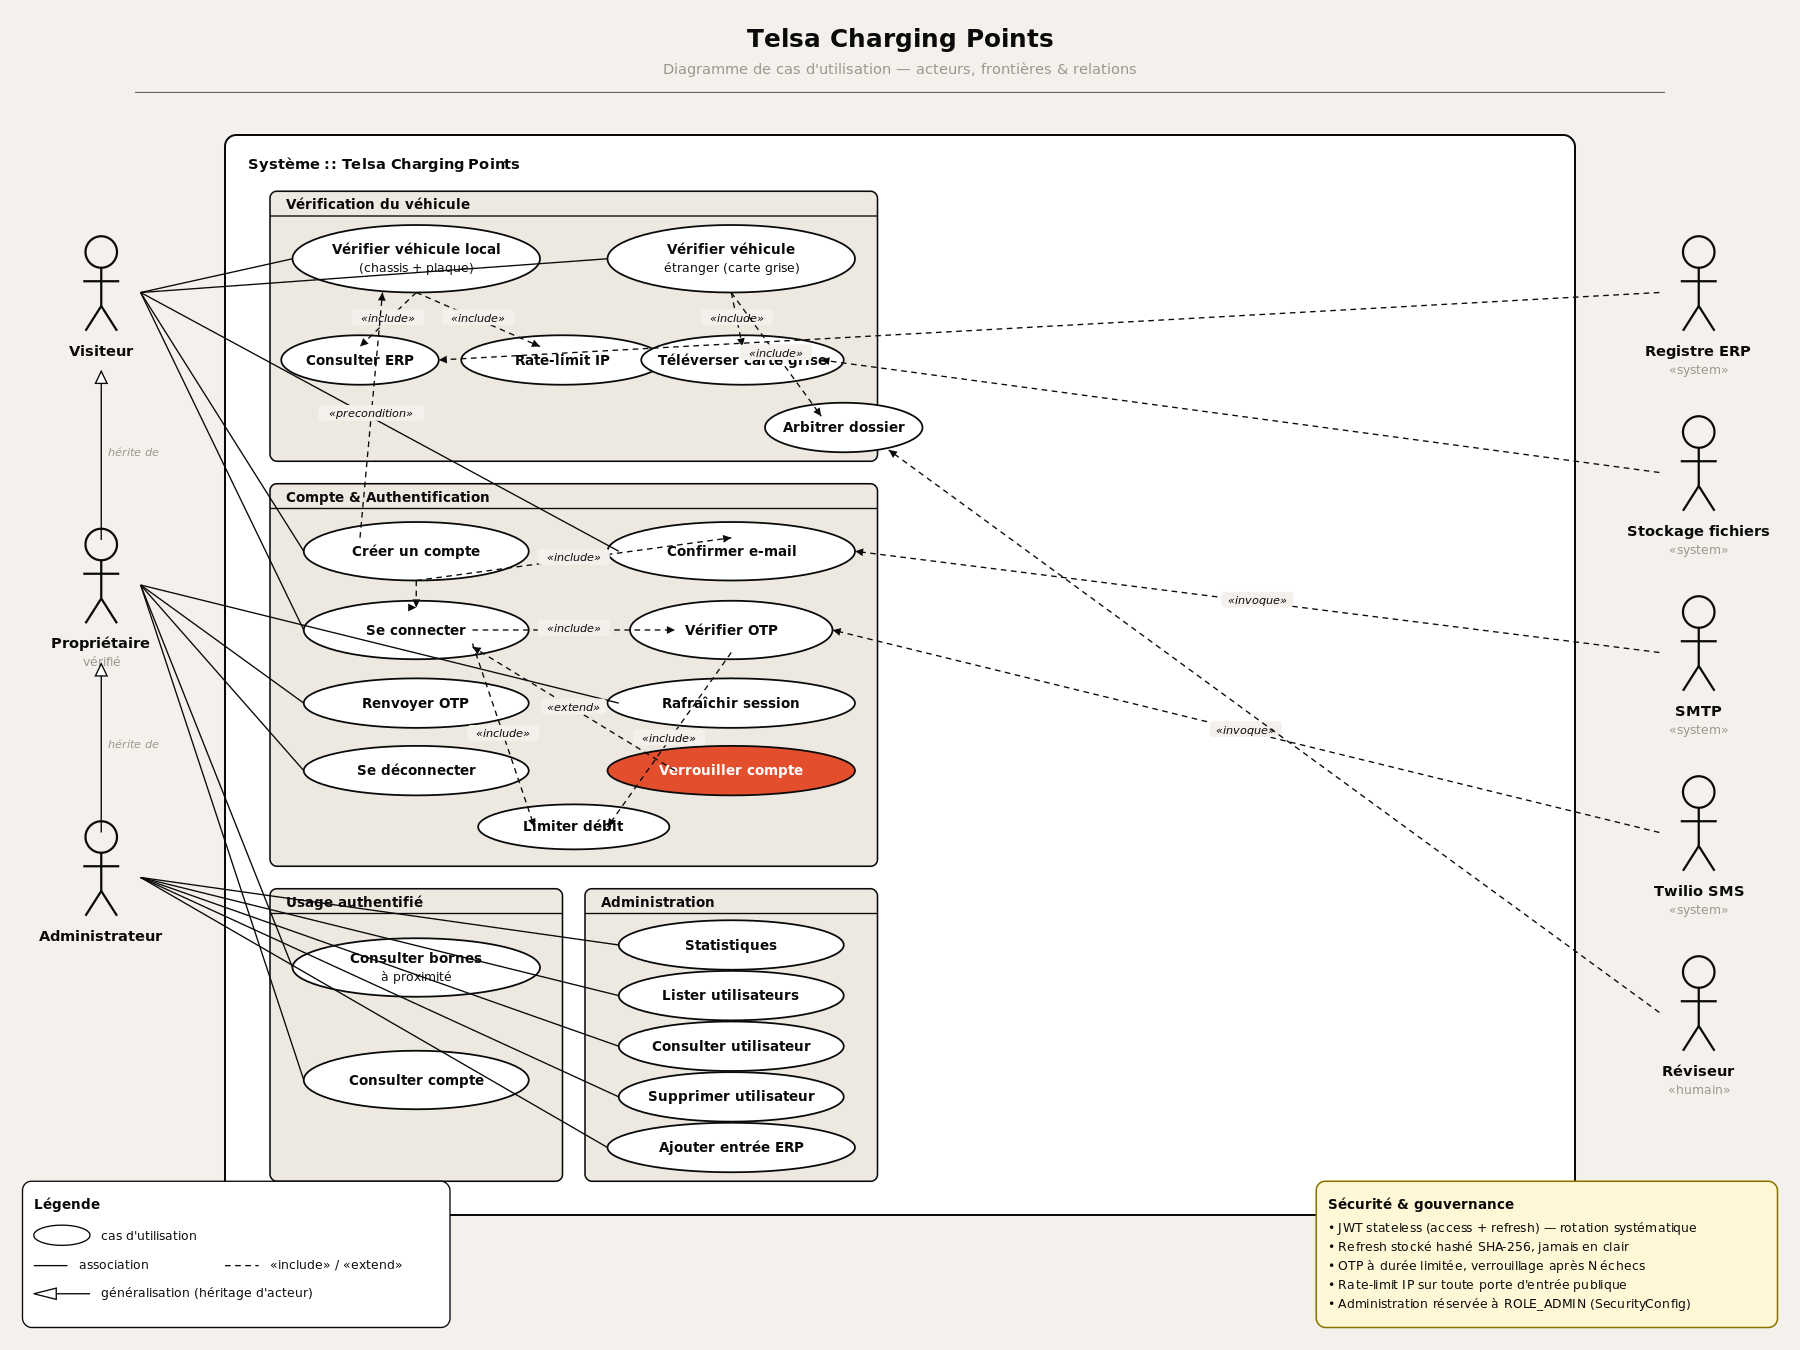 Telsa Charging Points
Diagramme de cas d'utilisation — acteurs, frontières & relations
Système :: Telsa Charging Points
Vérification du véhicule
Vérifier véhicule local
(chassis + plaque)
Vérifier véhicule
étranger (carte grise)
«include»
«include»
«include»
Consulter ERP
Rate-limit IP
Téléverser carte grise
«include»
«precondition»
Arbitrer dossier
Compte & Authentification
Créer un compte
«include»
Confirmer e-mail
Se connecter
«include»
Vérifier OTP
Renvoyer OTP
«extend»
Rafraîchir session
«include»
«include»
Se déconnecter
Verrouiller compte
Limiter débit
Usage authentifié
Consulter bornes
à proximité
Consulter compte
Administration
Statistiques
Lister utilisateurs
Consulter utilisateur
Supprimer utilisateur
Ajouter entrée ERP
Visiteur
hérite de
Propriétaire
vérifié
hérite de
Administrateur
«invoque»
«invoque»
Registre ERP
«system»
Stockage fichiers
«system»
SMTP
«system»
Twilio SMS
«system»
Réviseur
«humain»
Légende
cas d'utilisation
association
«include» / «extend»
généralisation (héritage d'acteur)
Sécurité & gouvernance
• JWT stateless (access + refresh) — rotation systématique
• Refresh stocké hashé SHA-256, jamais en clair
• OTP à durée limitée, verrouillage après N échecs
• Rate-limit IP sur toute porte d'entrée publique
• Administration réservée à ROLE_ADMIN (SecurityConfig)